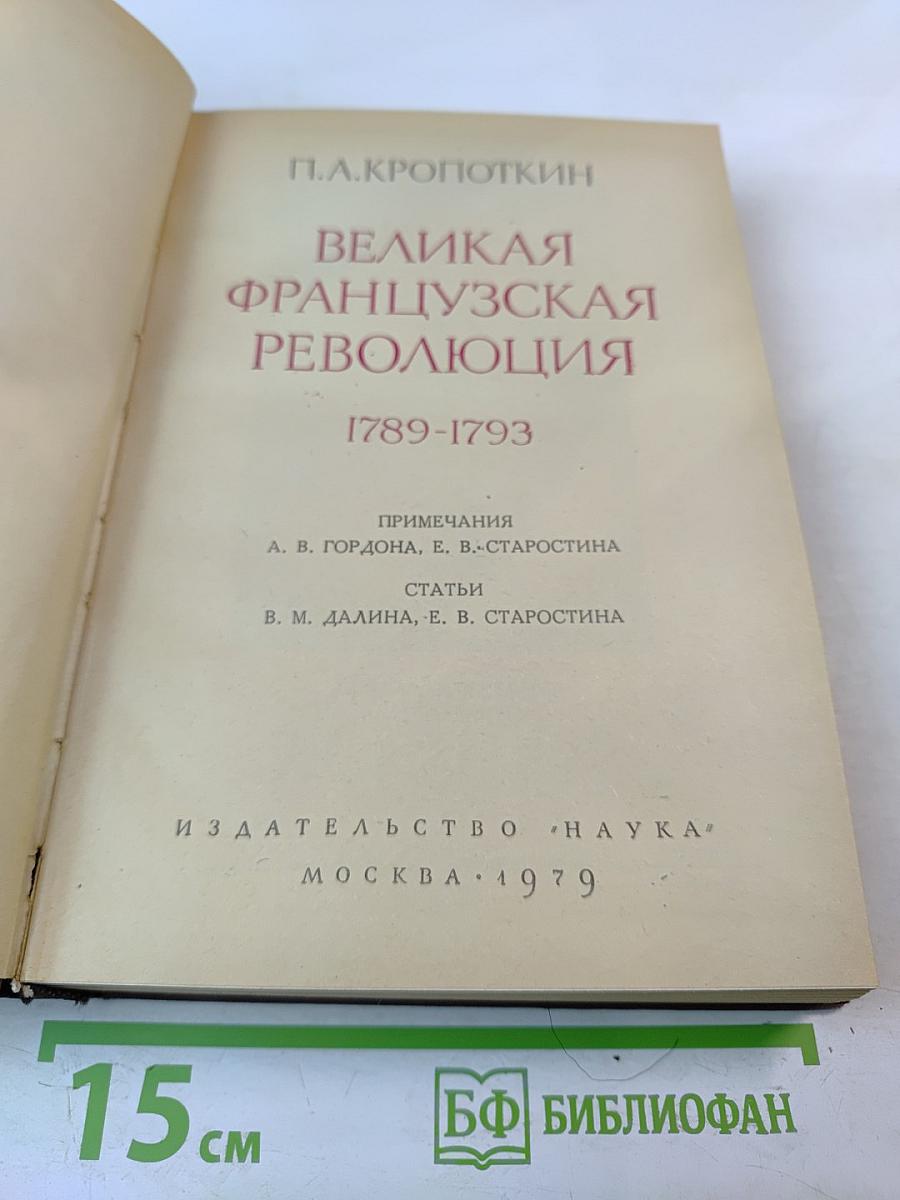 П.А.КРОПОТКИН
ВЕЛИКАЯ
ФРАНЦУЗСКАЯ
РЕВОЛЮЦИЯ
1789-1793
ПРИМЕЧАНИЯ
А. В. ГОРДОНА, Е. В. СТАРОСТИНА
СТАТЬИ
В. М. ДАЛИНА, Е. В. СТАРОСТИНА
ИЗДАТЕЛЬСТВО "НАУКА"
МОСКВА · 1979
15 см
БФ БИБЛИОФАН